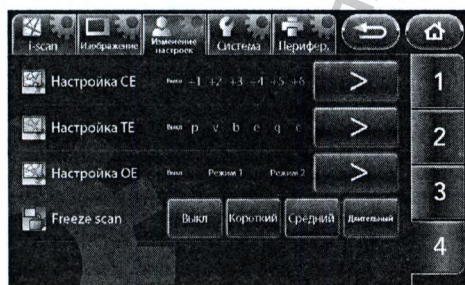 i-scan Изображение Изменение настроек Система Перифер.
Настройка CE Выкл +1 +2 +3 +4 +5 +6 > 1
Настройка TE Выкл p v b e g c > 2
Настройка OE Выкл Режим 1 Режим 2 > 3
Freeze scan Выкл Короткий Средний Длительный 4